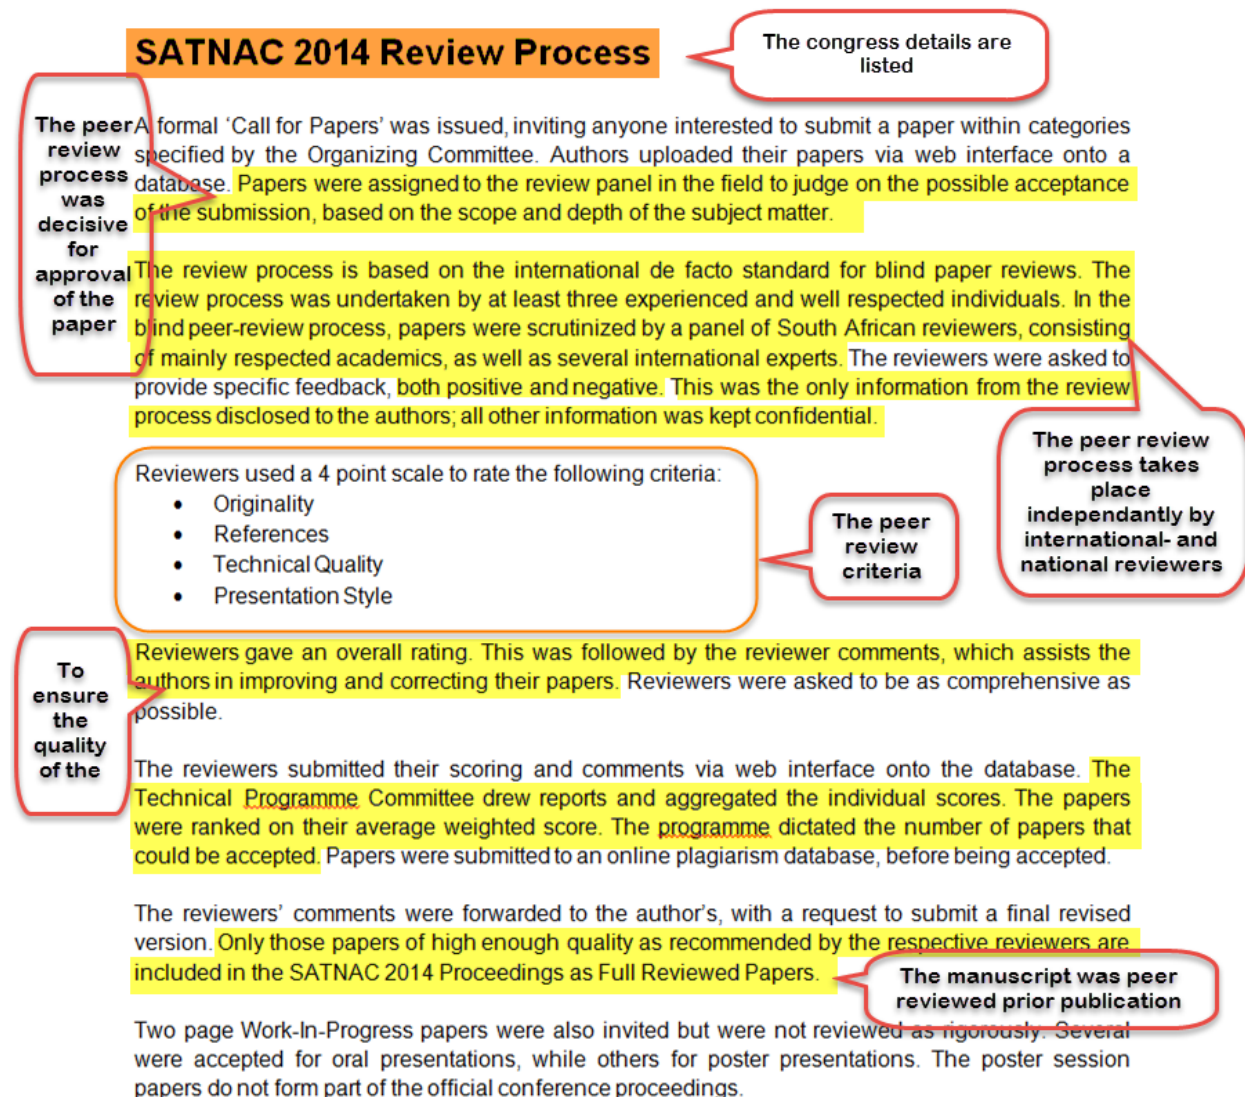 SATNAC 2014 Review Process
The congress details are
listed
The peer
review
process
was
decisive
for
approval
of the
paper
A formal ‘Call for Papers’ was issued, inviting anyone interested to submit a paper within categories
specified by the Organizing Committee. Authors uploaded their papers via web interface onto a
database. Papers were assigned to the review panel in the field to judge on the possible acceptance
of the submission, based on the scope and depth of the subject matter.
The review process is based on the international de facto standard for blind paper reviews. The
review process was undertaken by at least three experienced and well respected individuals. In the
blind peer-review process, papers were scrutinized by a panel of South African reviewers, consisting
of mainly respected academics, as well as several international experts. The reviewers were asked to
provide specific feedback, both positive and negative. This was the only information from the review
process disclosed to the authors; all other information was kept confidential.
The peer review
process takes
place
independantly by
international- and
national reviewers
Reviewers used a 4 point scale to rate the following criteria:
• Originality
• References
• Technical Quality
• Presentation Style
The peer
review
criteria
To
ensure
the
quality
of the
Reviewers gave an overall rating. This was followed by the reviewer comments, which assists the
authors in improving and correcting their papers. Reviewers were asked to be as comprehensive as
possible.
The reviewers submitted their scoring and comments via web interface onto the database. The
Technical Programme Committee drew reports and aggregated the individual scores. The papers
were ranked on their average weighted score. The programme dictated the number of papers that
could be accepted. Papers were submitted to an online plagiarism database, before being accepted.
The reviewers’ comments were forwarded to the author’s, with a request to submit a final revised
version. Only those papers of high enough quality as recommended by the respective reviewers are
included in the SATNAC 2014 Proceedings as Full Reviewed Papers.
The manuscript was peer
reviewed prior publication
Two page Work-In-Progress papers were also invited but were not reviewed as rigorously. Several
were accepted for oral presentations, while others for poster presentations. The poster session
papers do not form part of the official conference proceedings.